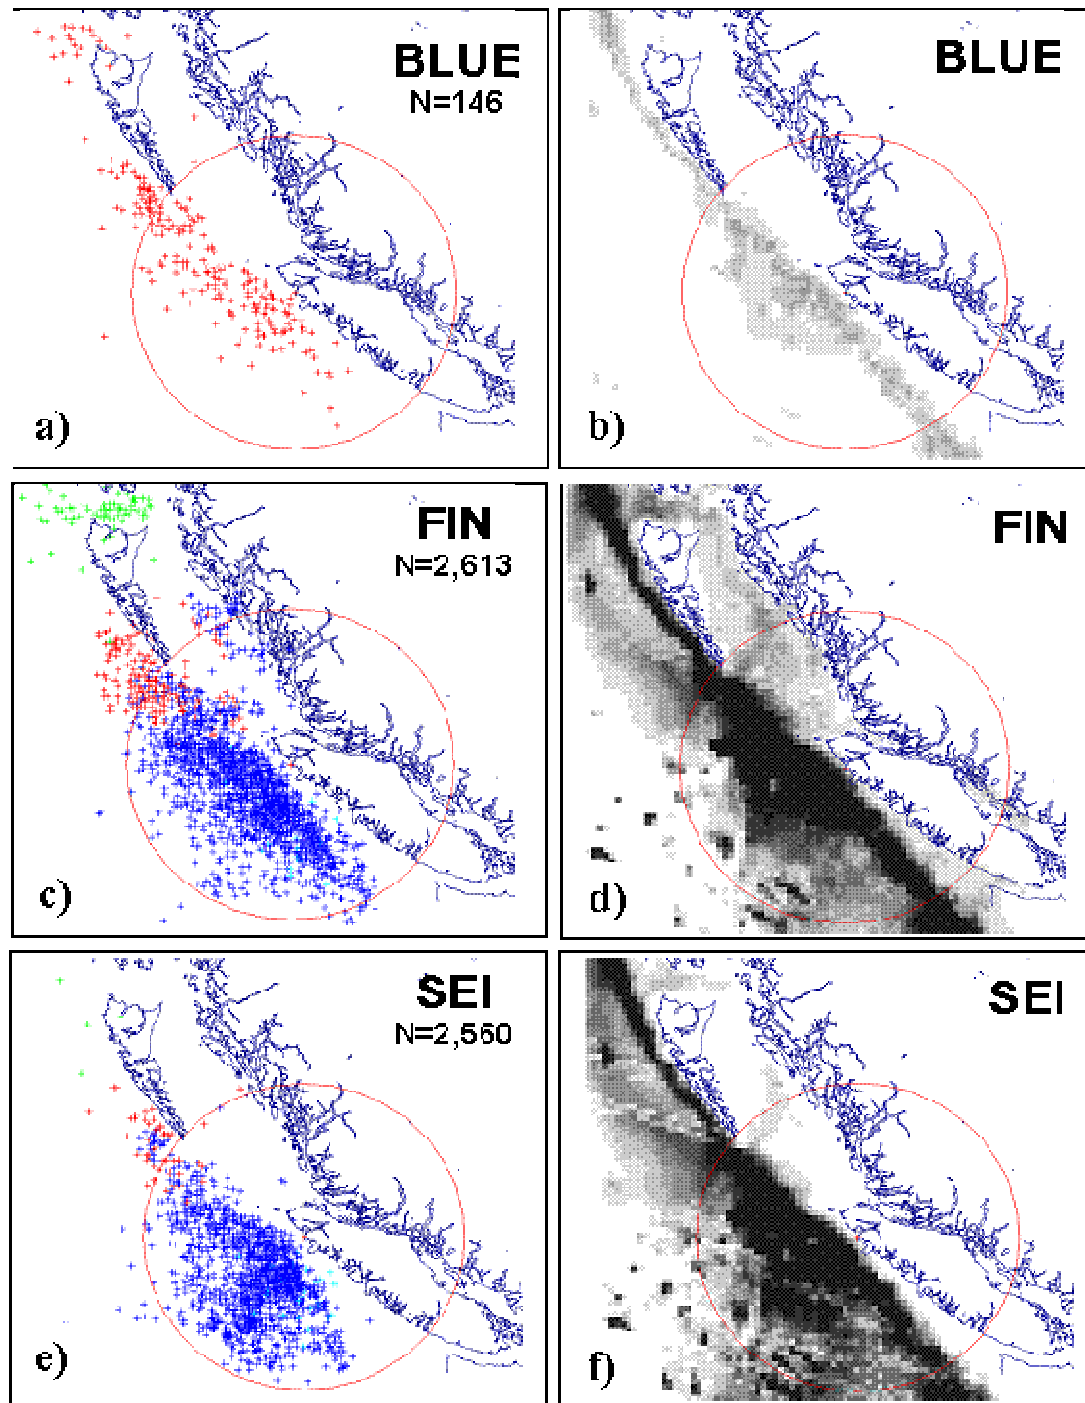 BLUE
N=146
a)
BLUE
b)
FIN
N=2,613
c)
FIN
d)
SEI
N=2,560
e)
SEI
f)